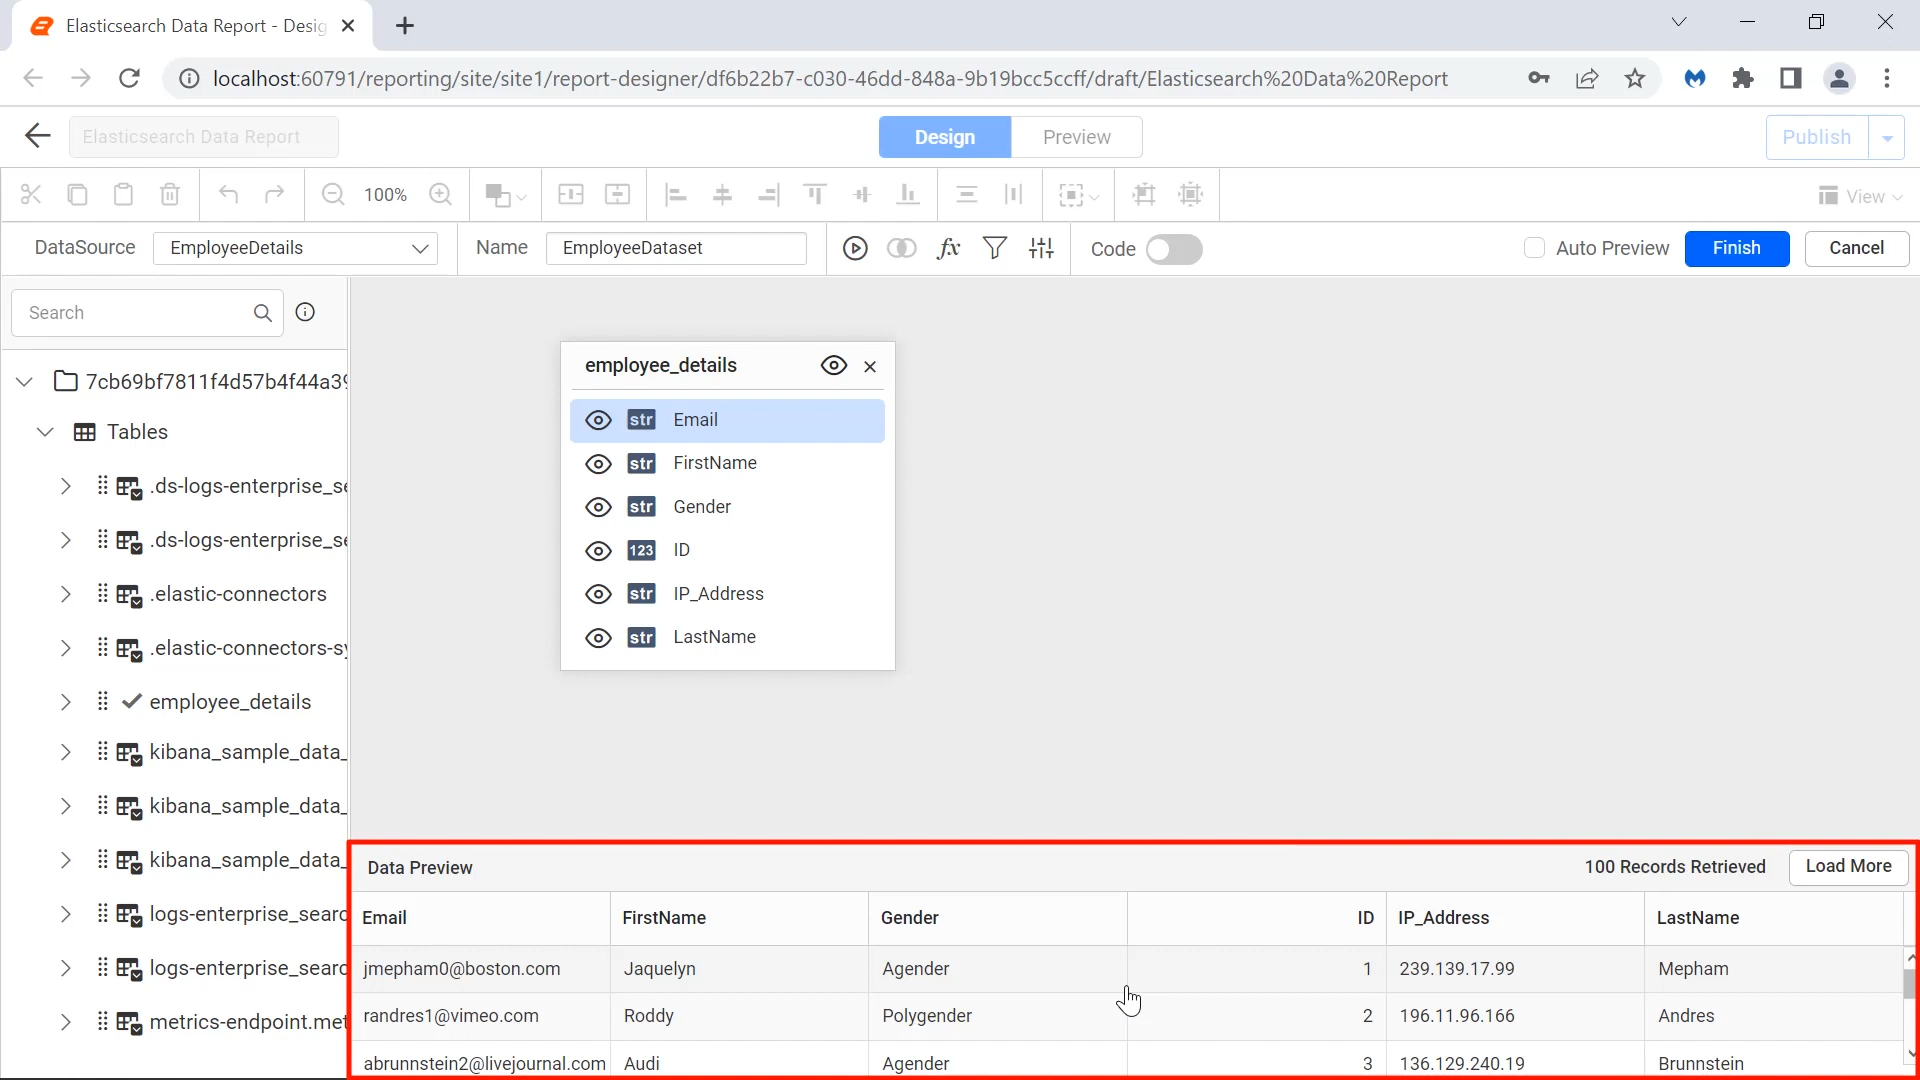 Elasticsearch Data Report - Desig
localhost:60791/reporting/site/site1/report-designer/df6b22b7-c030-46dd-848a-9b19bcc5ccff/draft/Elasticsearch%20Data%20Report
Elasticsearch Data Report
Design
Preview
Publish
100%
View
DataSource
EmployeeDetails
Name
EmployeeDataset
fx
Code
Auto Preview
Finish
Cancel
Search
7cb69bf7811f4d57b4f44a39
Tables
.ds-logs-enterprise_se
.ds-logs-enterprise_se
.elastic-connectors
.elastic-connectors-sy
employee_details
kibana_sample_data_
kibana_sample_data_
kibana_sample_data_
logs-enterprise_searc
logs-enterprise_searc
metrics-endpoint.met
employee_details
str Email
str FirstName
str Gender
123 ID
str IP_Address
str LastName
Data Preview
100 Records Retrieved
Load More
Email FirstName Gender ID IP_Address LastName
jmepham0@boston.com Jaquelyn Agender 1 239.139.17.99 Mepham
randres1@vimeo.com Roddy Polygender 2 196.11.96.166 Andres
abrunnstein2@livejournal.com Audi Agender 3 136.129.240.19 Brunnstein